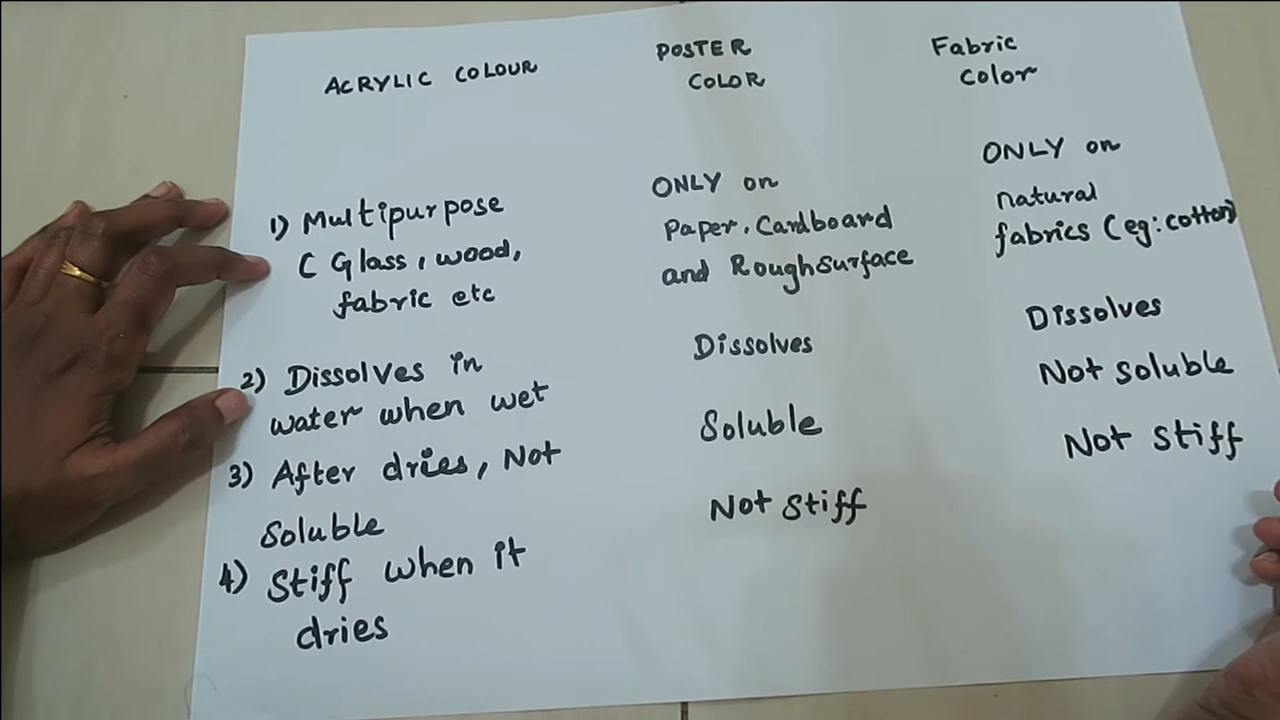 ACRYLIC COLOUR
1) Multipurpose
( Glass, wood,
fabric etc
2) Dissolves in
water when wet
3) After dries, Not
Soluble
4) Stiff when it
dries
POSTER
COLOR
ONLY on
Paper, Cardboard
and Rough surface
Dissolves
Soluble
Not Stiff
Fabric
Color
ONLY on
natural
fabrics (eg: cotton)
Dissolves
Not soluble
Not stiff